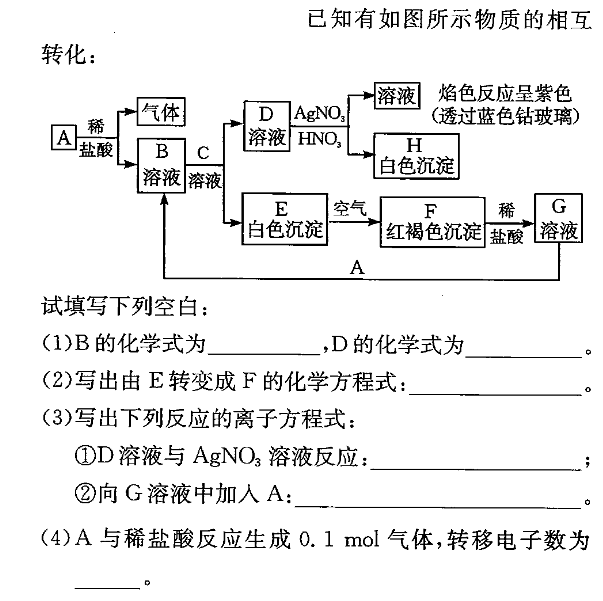 已知有如图所示物质的相互
转化：
A
稀
盐酸
气体
B
溶液
C
溶液
D
溶液
AgNO₃
HNO₃
溶液
焰色反应呈紫色
(透过蓝色钴玻璃)
H
白色沉淀
E
白色沉淀
空气
F
红褐色沉淀
稀
盐酸
G
溶液
A
试填写下列空白：
(1)B的化学式为__________,D的化学式为__________。
(2)写出由E转变成F的化学方程式:______________。
(3)写出下列反应的离子方程式：
①D溶液与AgNO₃溶液反应:__________________;
②向G溶液中加入A:________________________。
(4)A与稀盐酸反应生成0.1 mol气体,转移电子数为
______。